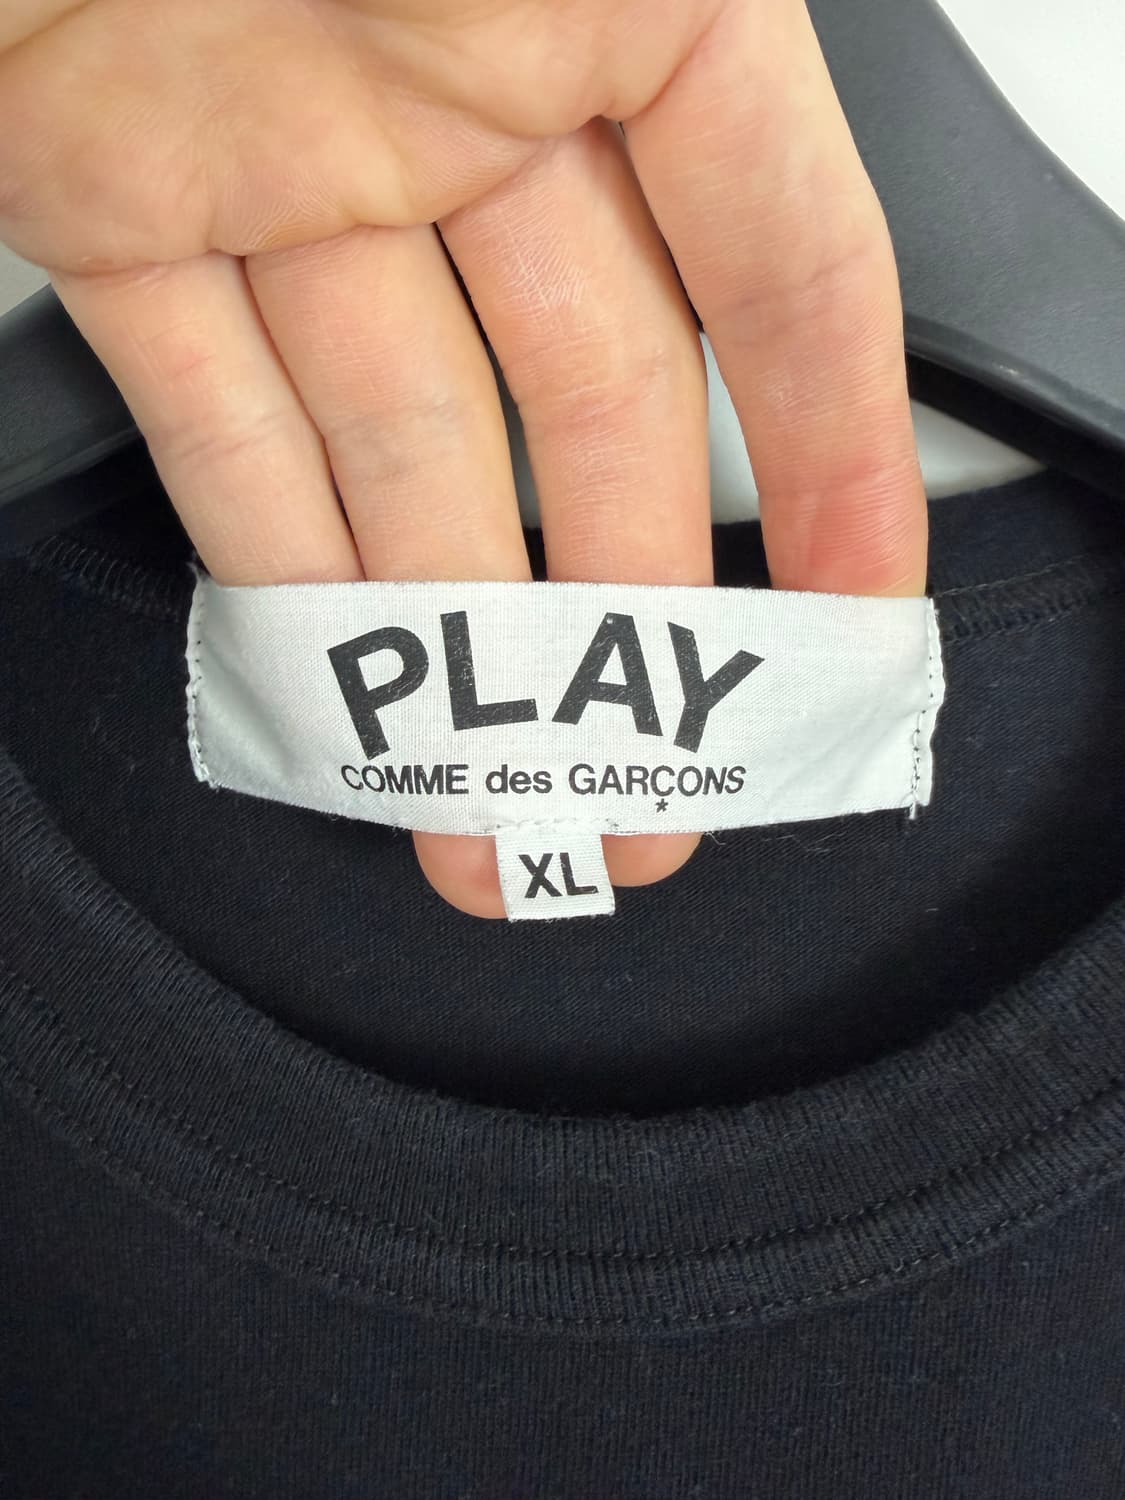 PLAY
COMME des GARÇONS
*
XL